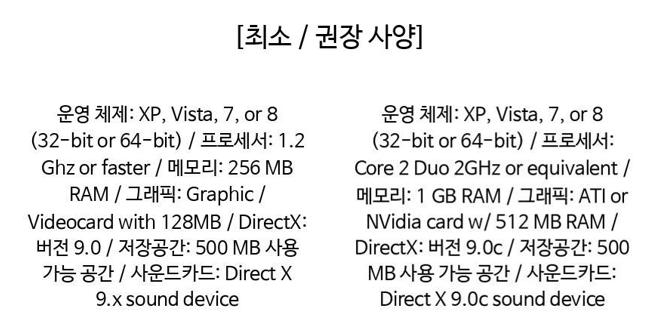 [최소 / 권장 사양]
운영 체제: XP, Vista, 7, or 8
(32-bit or 64-bit) / 프로세서: 1.2
Ghz or faster / 메모리: 256 MB
RAM / 그래픽: Graphic /
Videocard with 128MB / DirectX:
버전 9.0 / 저장공간: 500 MB 사용
가능 공간 / 사운드카드: Direct X
9.x sound device
운영 체제: XP, Vista, 7, or 8
(32-bit or 64-bit) / 프로세서:
Core 2 Duo 2GHz or equivalent /
메모리: 1 GB RAM / 그래픽: ATI or
NVidia card w/ 512 MB RAM /
DirectX: 버전 9.0c / 저장공간: 500
MB 사용 가능 공간 / 사운드카드:
Direct X 9.0c sound device